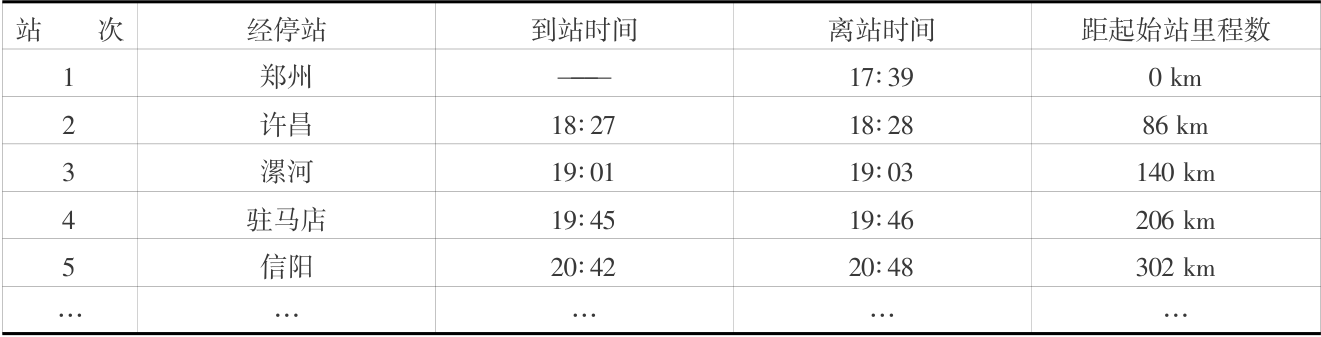 站 次 经停站 到站时间 离站时间 距起始站里程数
1 郑州 —— 17∶39 0 km
2 许昌 18∶27 18∶28 86 km
3 漯河 19∶01 19∶03 140 km
4 驻马店 19∶45 19∶46 206 km
5 信阳 20∶42 20∶48 302 km
… … … … …